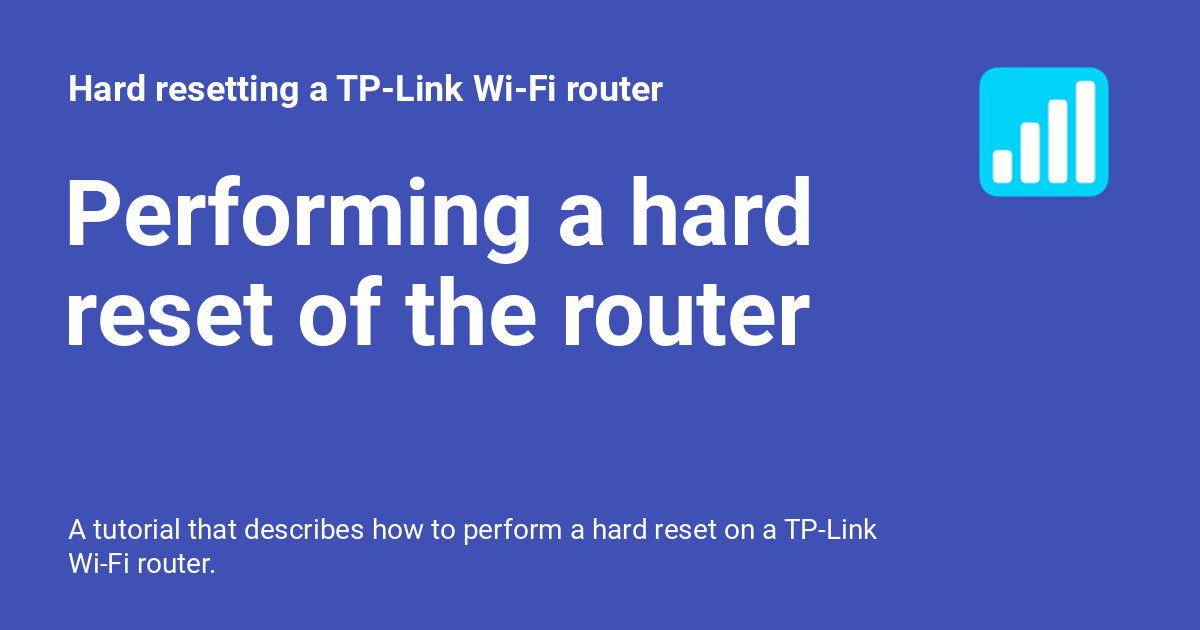 Hard resetting a TP-Link Wi-Fi router
Performing a hard
reset of the router
A tutorial that describes how to perform a hard reset on a TP-Link
Wi-Fi router.